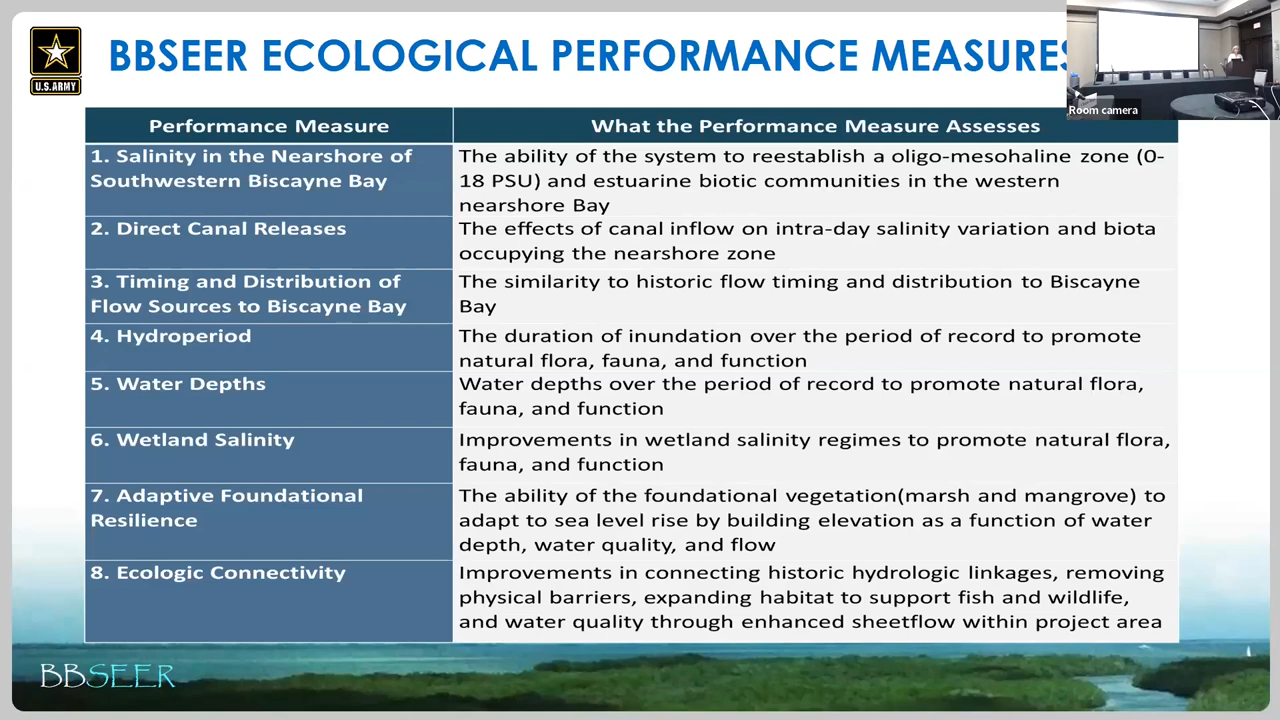 BBSEER ECOLOGICAL PERFORMANCE MEASURES
U.S.ARMY
Room camera
Performance Measure
What the Performance Measure Assesses
1. Salinity in the Nearshore of
Southwestern Biscayne Bay
The ability of the system to reestablish a oligo-mesohaline zone (0-
18 PSU) and estuarine biotic communities in the western
nearshore Bay
2. Direct Canal Releases
The effects of canal inflow on intra-day salinity variation and biota
occupying the nearshore zone
3. Timing and Distribution of
Flow Sources to Biscayne Bay
The similarity to historic flow timing and distribution to Biscayne
Bay
4. Hydroperiod
The duration of inundation over the period of record to promote
natural flora, fauna, and function
5. Water Depths
Water depths over the period of record to promote natural flora,
fauna, and function
6. Wetland Salinity
Improvements in wetland salinity regimes to promote natural flora,
fauna, and function
7. Adaptive Foundational
Resilience
The ability of the foundational vegetation(marsh and mangrove) to
adapt to sea level rise by building elevation as a function of water
depth, water quality, and flow
8. Ecologic Connectivity
Improvements in connecting historic hydrologic linkages, removing
physical barriers, expanding habitat to support fish and wildlife,
and water quality through enhanced sheetflow within project area
BBSEER